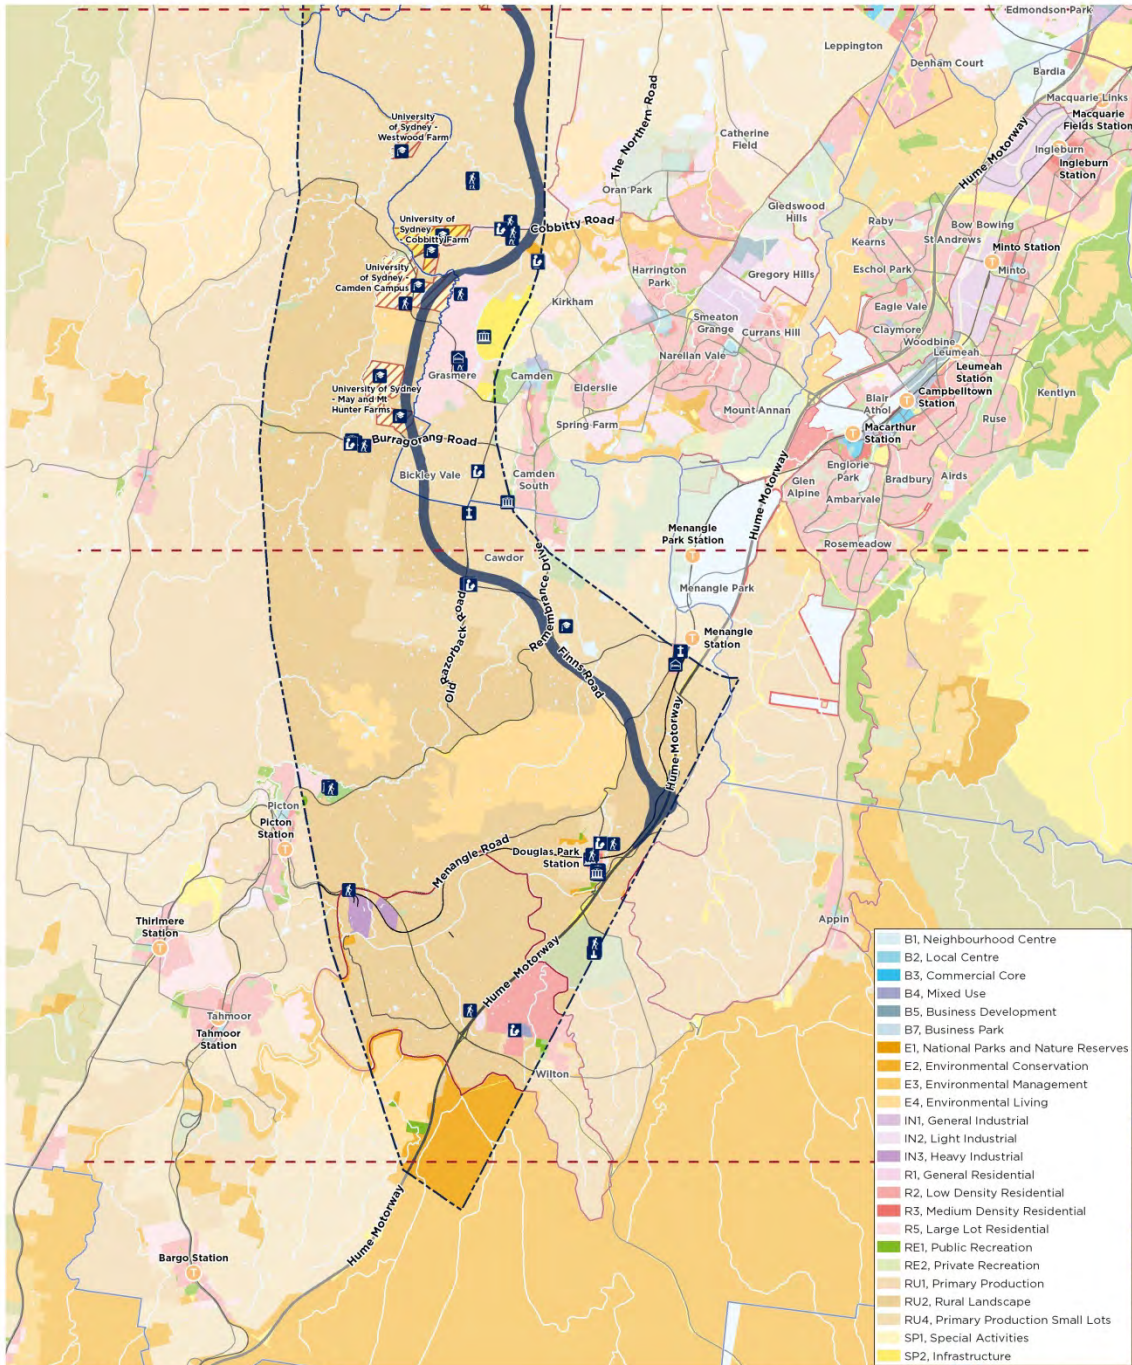 Edmondson Park
Leppington
Denham Court
Bardia
Macquarie Links
Macquarie
Fields Station
University
of Sydney -
Westwood Farm
The Northern Road
Catherine
Field
Hume Motorway
Ingleburn
Ingleburn
Station
Oran Park
Gledswood
Hills
University of
Sydney -
Cobbitty Farm
Cobbitty Road
Raby
Bow Bowing
St Andrews
Kearns
Minto Station
Minto
University
of Sydney -
Camden Campus
Harrington
Park
Gregory Hills
Eschol Park
Kirkham
Eagle Vale
Smeaton
Grange
Currans Hill
Claymore
Woodbine
Leumeah
Narellan Vale
Leumeah
Station
Grasmere
Camden
University of Sydney
- May and Mt
Hunter Farms
Elderslie
Campbelltown
Station
Kentlyn
Blair
Athol
Mount Annan
Ruse
Spring Farm
Macarthur
Station
Burragorang Road
Bickley Vale
Camden
South
Englorie
Park
Glen
Alpine
Bradbury
Airds
Ambarvale
Hume Motorway
Menangle
Park Station
Rosemeadow
Cawdor
Remembrance Drive
Menangle Park
Old Razorback Road
Menangle
Station
Finns Road
Hume Motorway
Picton
Picton
Station
Menangle Road
Douglas Park
Station
Thirlmere
Station
Appin
Hume Motorway
Tahmoor
Tahmoor
Station
Wilton
Hume Motorway
Bargo Station
B1, Neighbourhood Centre
B2, Local Centre
B3, Commercial Core
B4, Mixed Use
B5, Business Development
B7, Business Park
E1, National Parks and Nature Reserves
E2, Environmental Conservation
E3, Environmental Management
E4, Environmental Living
IN1, General Industrial
IN2, Light Industrial
IN3, Heavy Industrial
R1, General Residential
R2, Low Density Residential
R3, Medium Density Residential
R5, Large Lot Residential
RE1, Public Recreation
RE2, Private Recreation
RU1, Primary Production
RU2, Rural Landscape
RU4, Primary Production Small Lots
SP1, Special Activities
SP2, Infrastructure